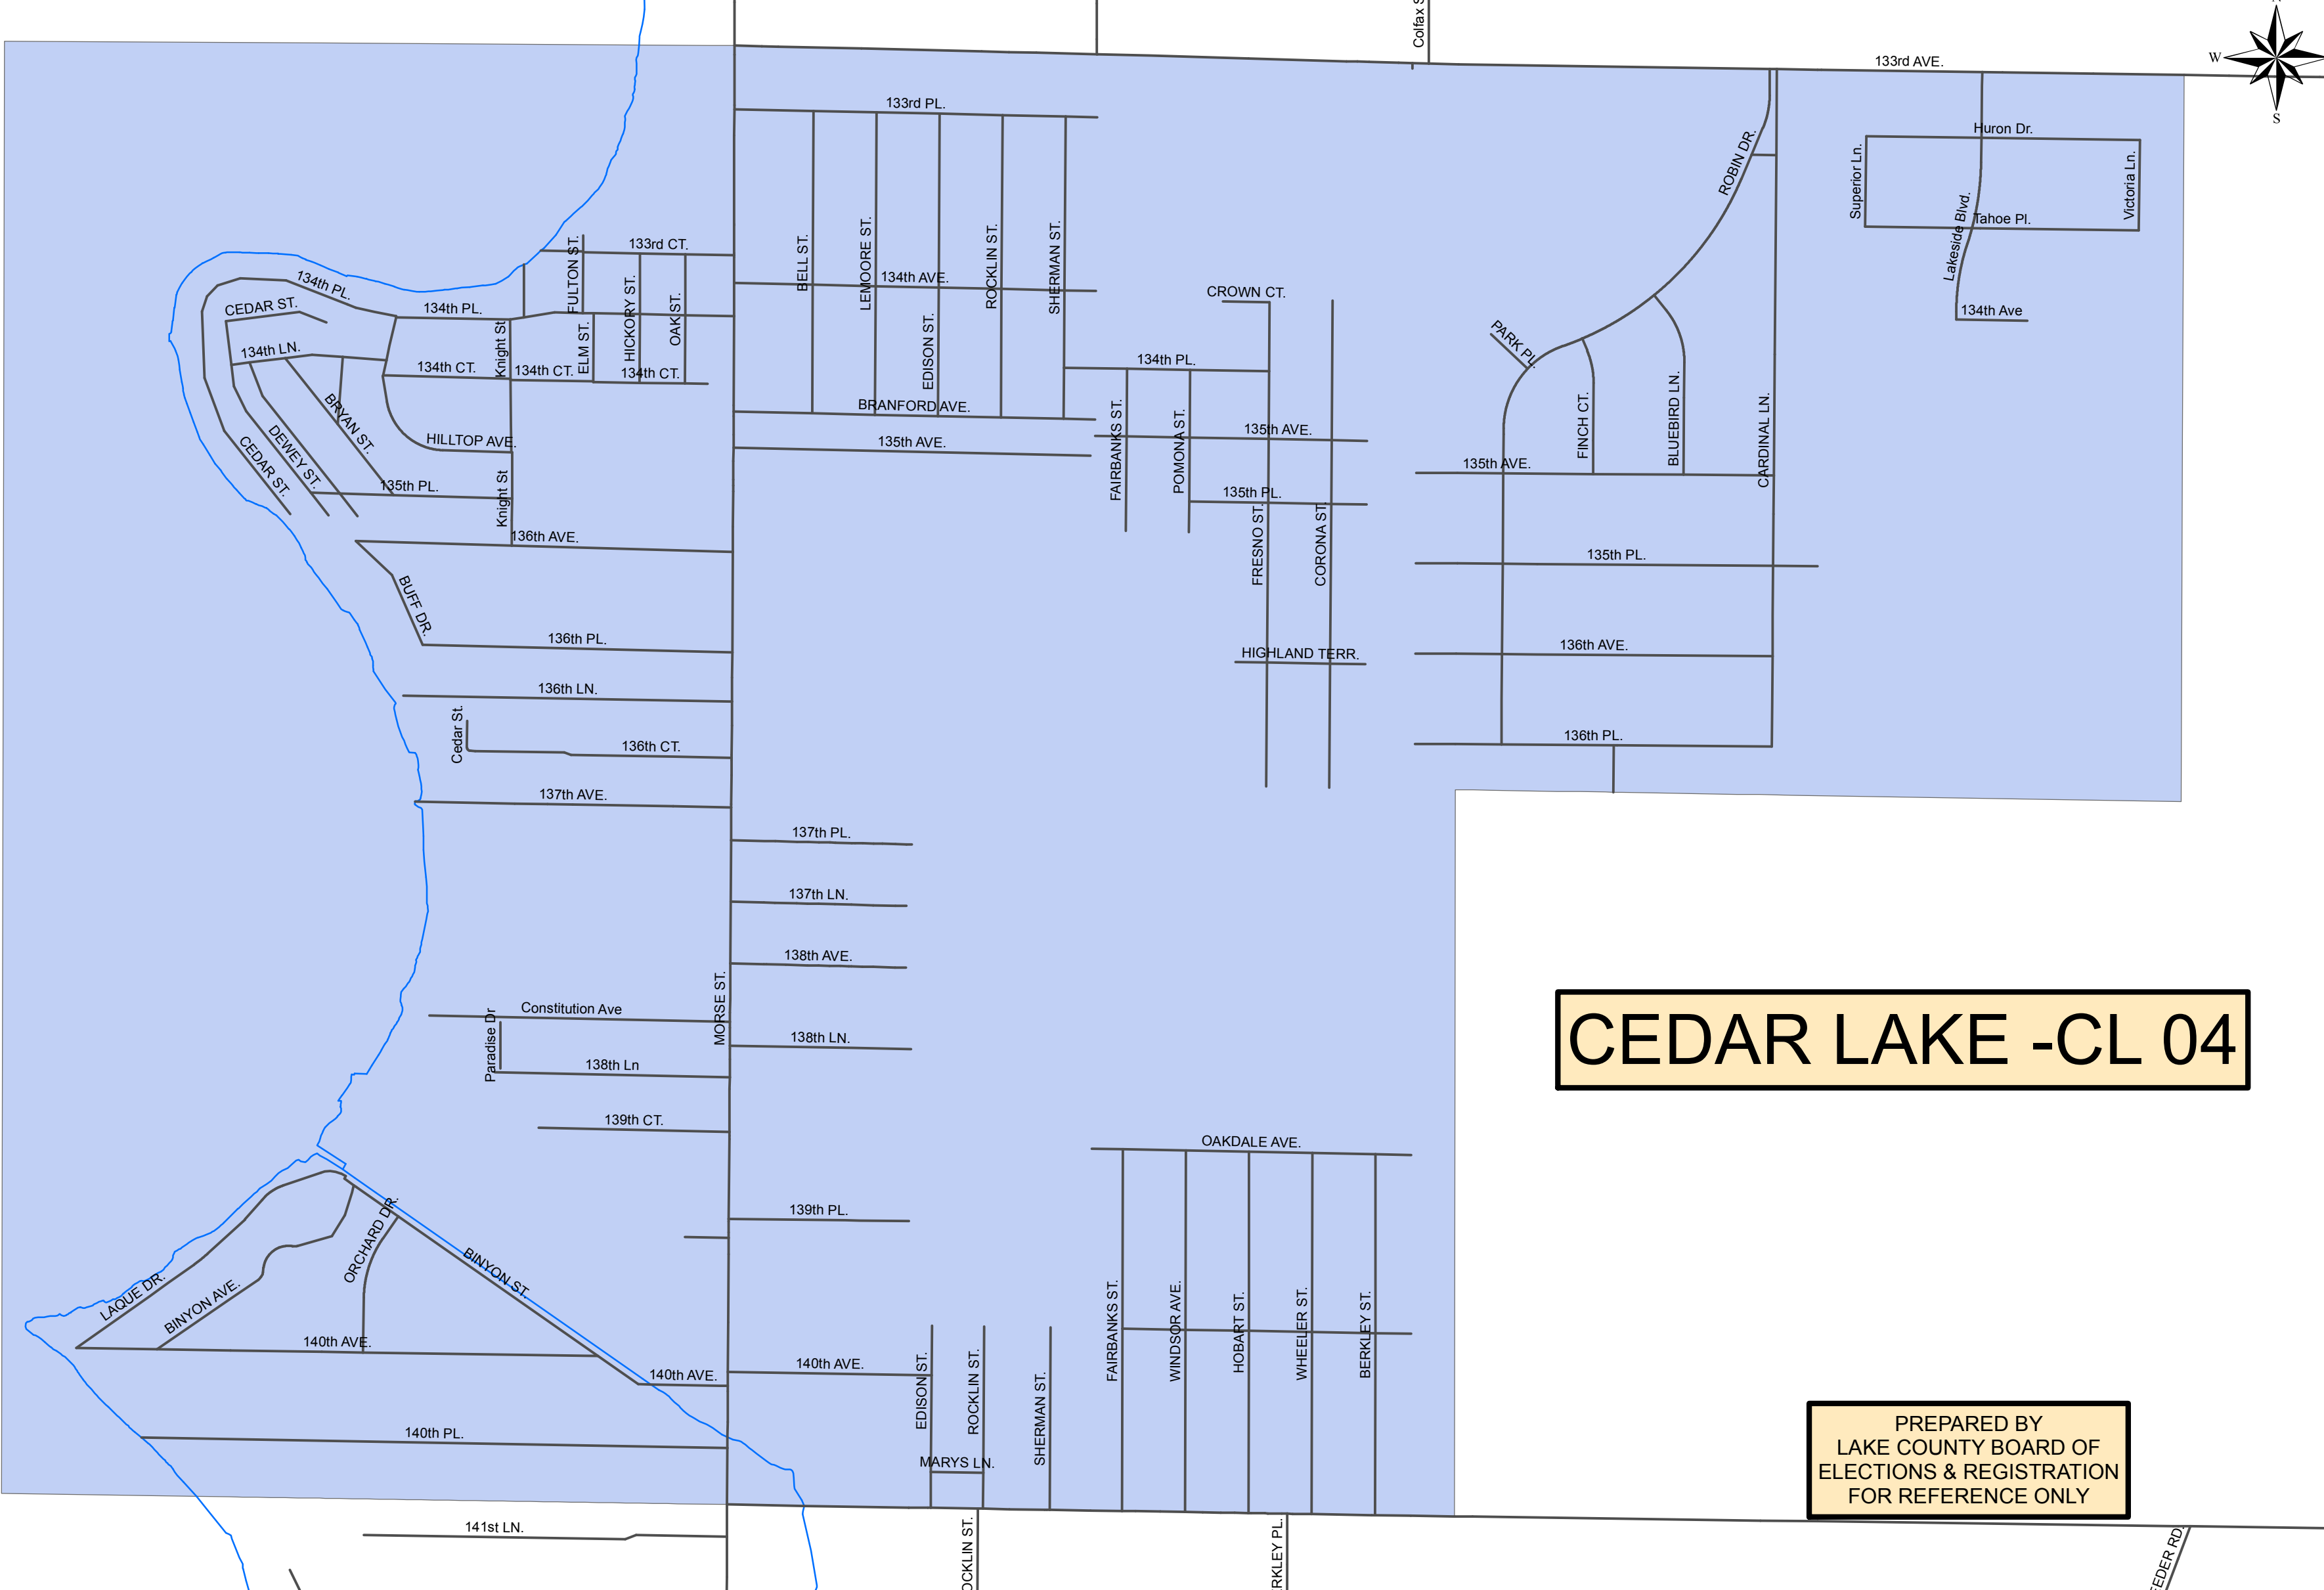 Colfax S
133rd AVE.
W
S
133rd PL.
Huron Dr.
ROBIN DR.
Superior Ln.
Victoria Ln.
Lakeside Blvd.
Tahoe Pl.
134th Ave
133rd CT.
FULTON ST.
HICKORY ST.
OAK ST.
ELM ST.
BELL ST.
LEMOORE ST.
134th AVE.
EDISON ST.
ROCKLIN ST.
SHERMAN ST.
134th PL.
CEDAR ST.
134th PL.
134th LN.
Knight St
134th CT.
134th CT.
134th CT.
CROWN CT.
PARK PL.
134th PL.
BRANFORD AVE.
135th AVE.
BRYAN ST.
HILLTOP AVE.
DEWEY ST.
CEDAR ST.
135th PL.
Knight St
FAIRBANKS ST.
POMONA ST.
135th AVE.
135th PL.
FRESNO ST.
CORONA ST.
FINCH CT.
BLUEBIRD LN.
CARDINAL LN.
135th AVE.
136th AVE.
135th PL.
BUFF DR.
136th PL.
HIGHLAND TERR.
136th AVE.
136th LN.
Cedar St.
136th CT.
136th PL.
137th AVE.
137th PL.
137th LN.
138th AVE.
MORSE ST.
Constitution Ave
Paradise Dr
138th LN.
138th Ln
CEDAR LAKE -CL 04
139th CT.
OAKDALE AVE.
139th PL.
ORCHARD DR.
BINYON ST.
LAQUE DR.
BINYON AVE.
140th AVE.
140th AVE.
140th AVE.
EDISON ST.
ROCKLIN ST.
SHERMAN ST.
FAIRBANKS ST.
WINDSOR AVE.
HOBART ST.
WHEELER ST.
BERKLEY ST.
140th PL.
MARYS LN.
PREPARED BY
LAKE COUNTY BOARD OF
ELECTIONS & REGISTRATION
FOR REFERENCE ONLY
141st LN.
OCKLIN ST.
RKLEY PL.
EDER RD.